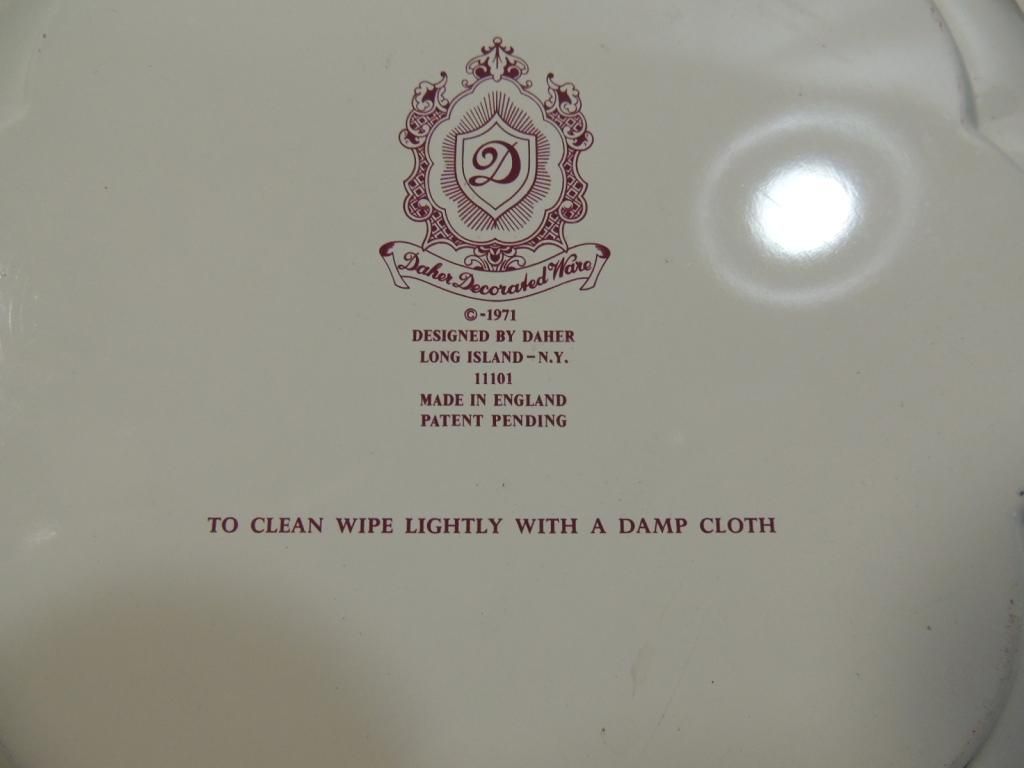 D
Daher Decorated Ware
©-1971
DESIGNED BY DAHER
LONG ISLAND-N.Y.
11101
MADE IN ENGLAND
PATENT PENDING
TO CLEAN WIPE LIGHTLY WITH A DAMP CLOTH